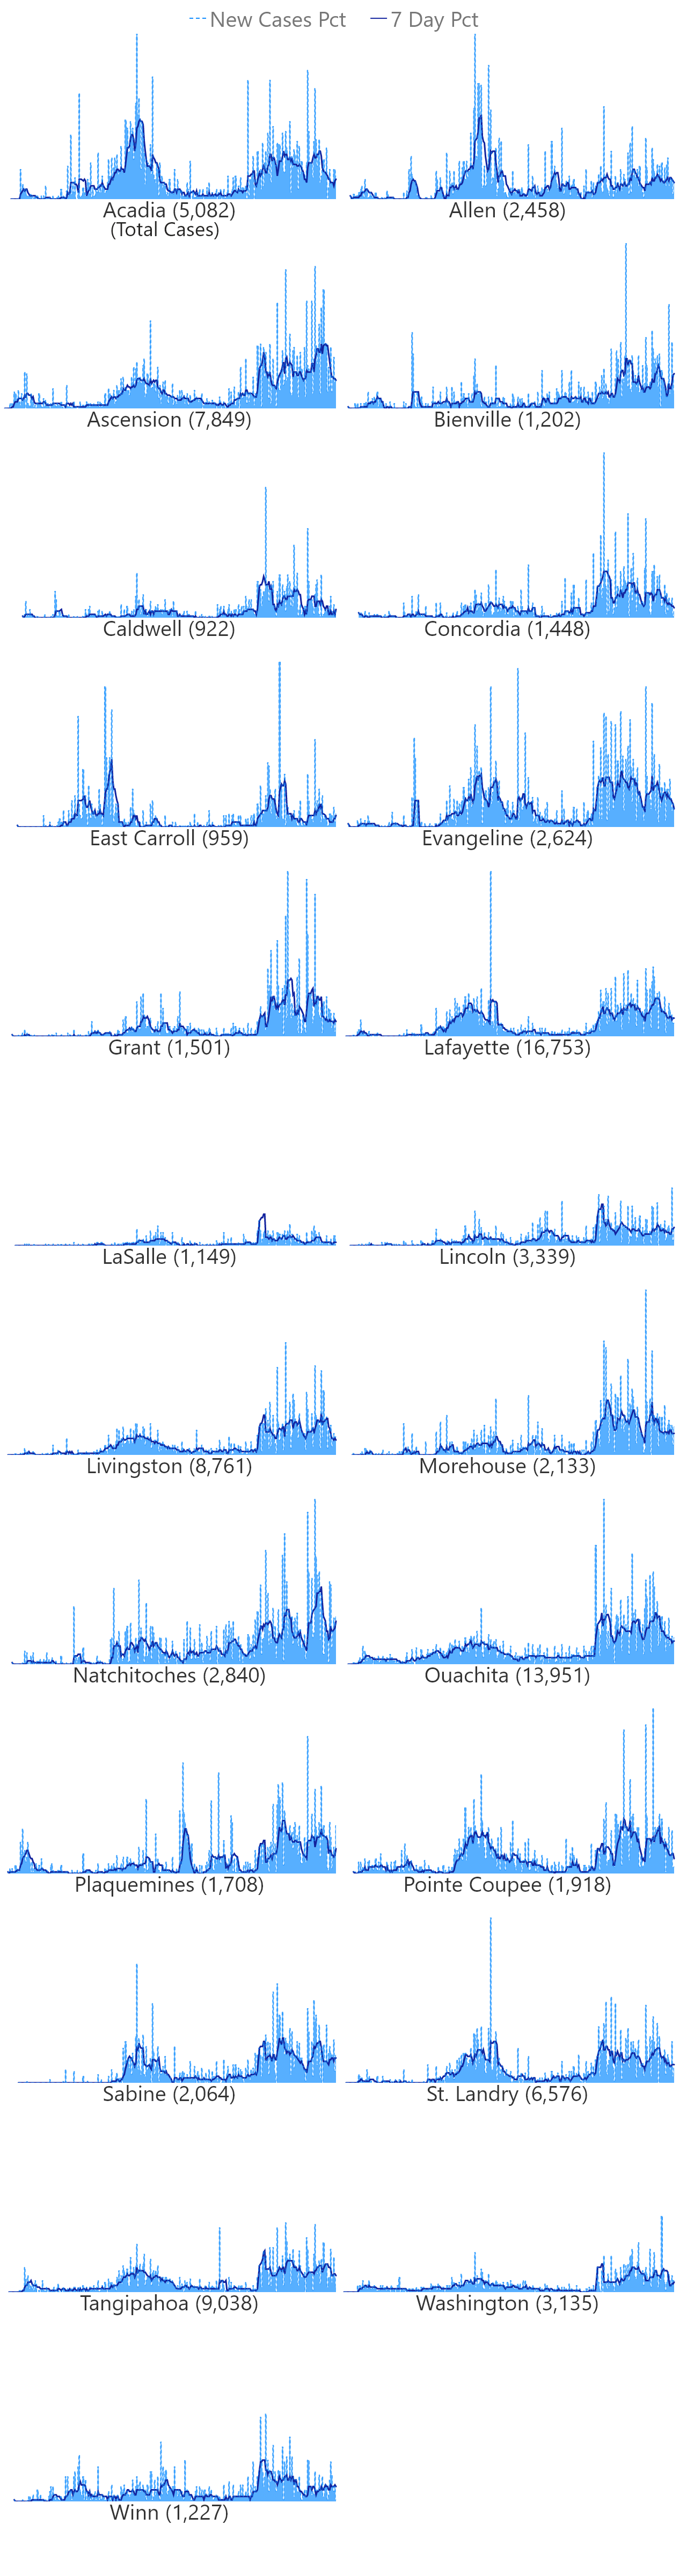 New Cases Pct 7 Day Pct
Acadia (5,082) Allen (2,458)
(Total Cases)
Ascension (7,849) Bienville (1,202)
Caldwell (922) Concordia (1,448)
East Carroll (959) Evangeline (2,624)
Grant (1,501) Lafayette (16,753)
LaSalle (1,149) Lincoln (3,339)
Livingston (8,761) Morehouse (2,133)
Natchitoches (2,840) Ouachita (13,951)
Plaquemines (1,708) Pointe Coupee (1,918)
Sabine (2,064) St. Landry (6,576)
Tangipahoa (9,038) Washington (3,135)
Winn (1,227)